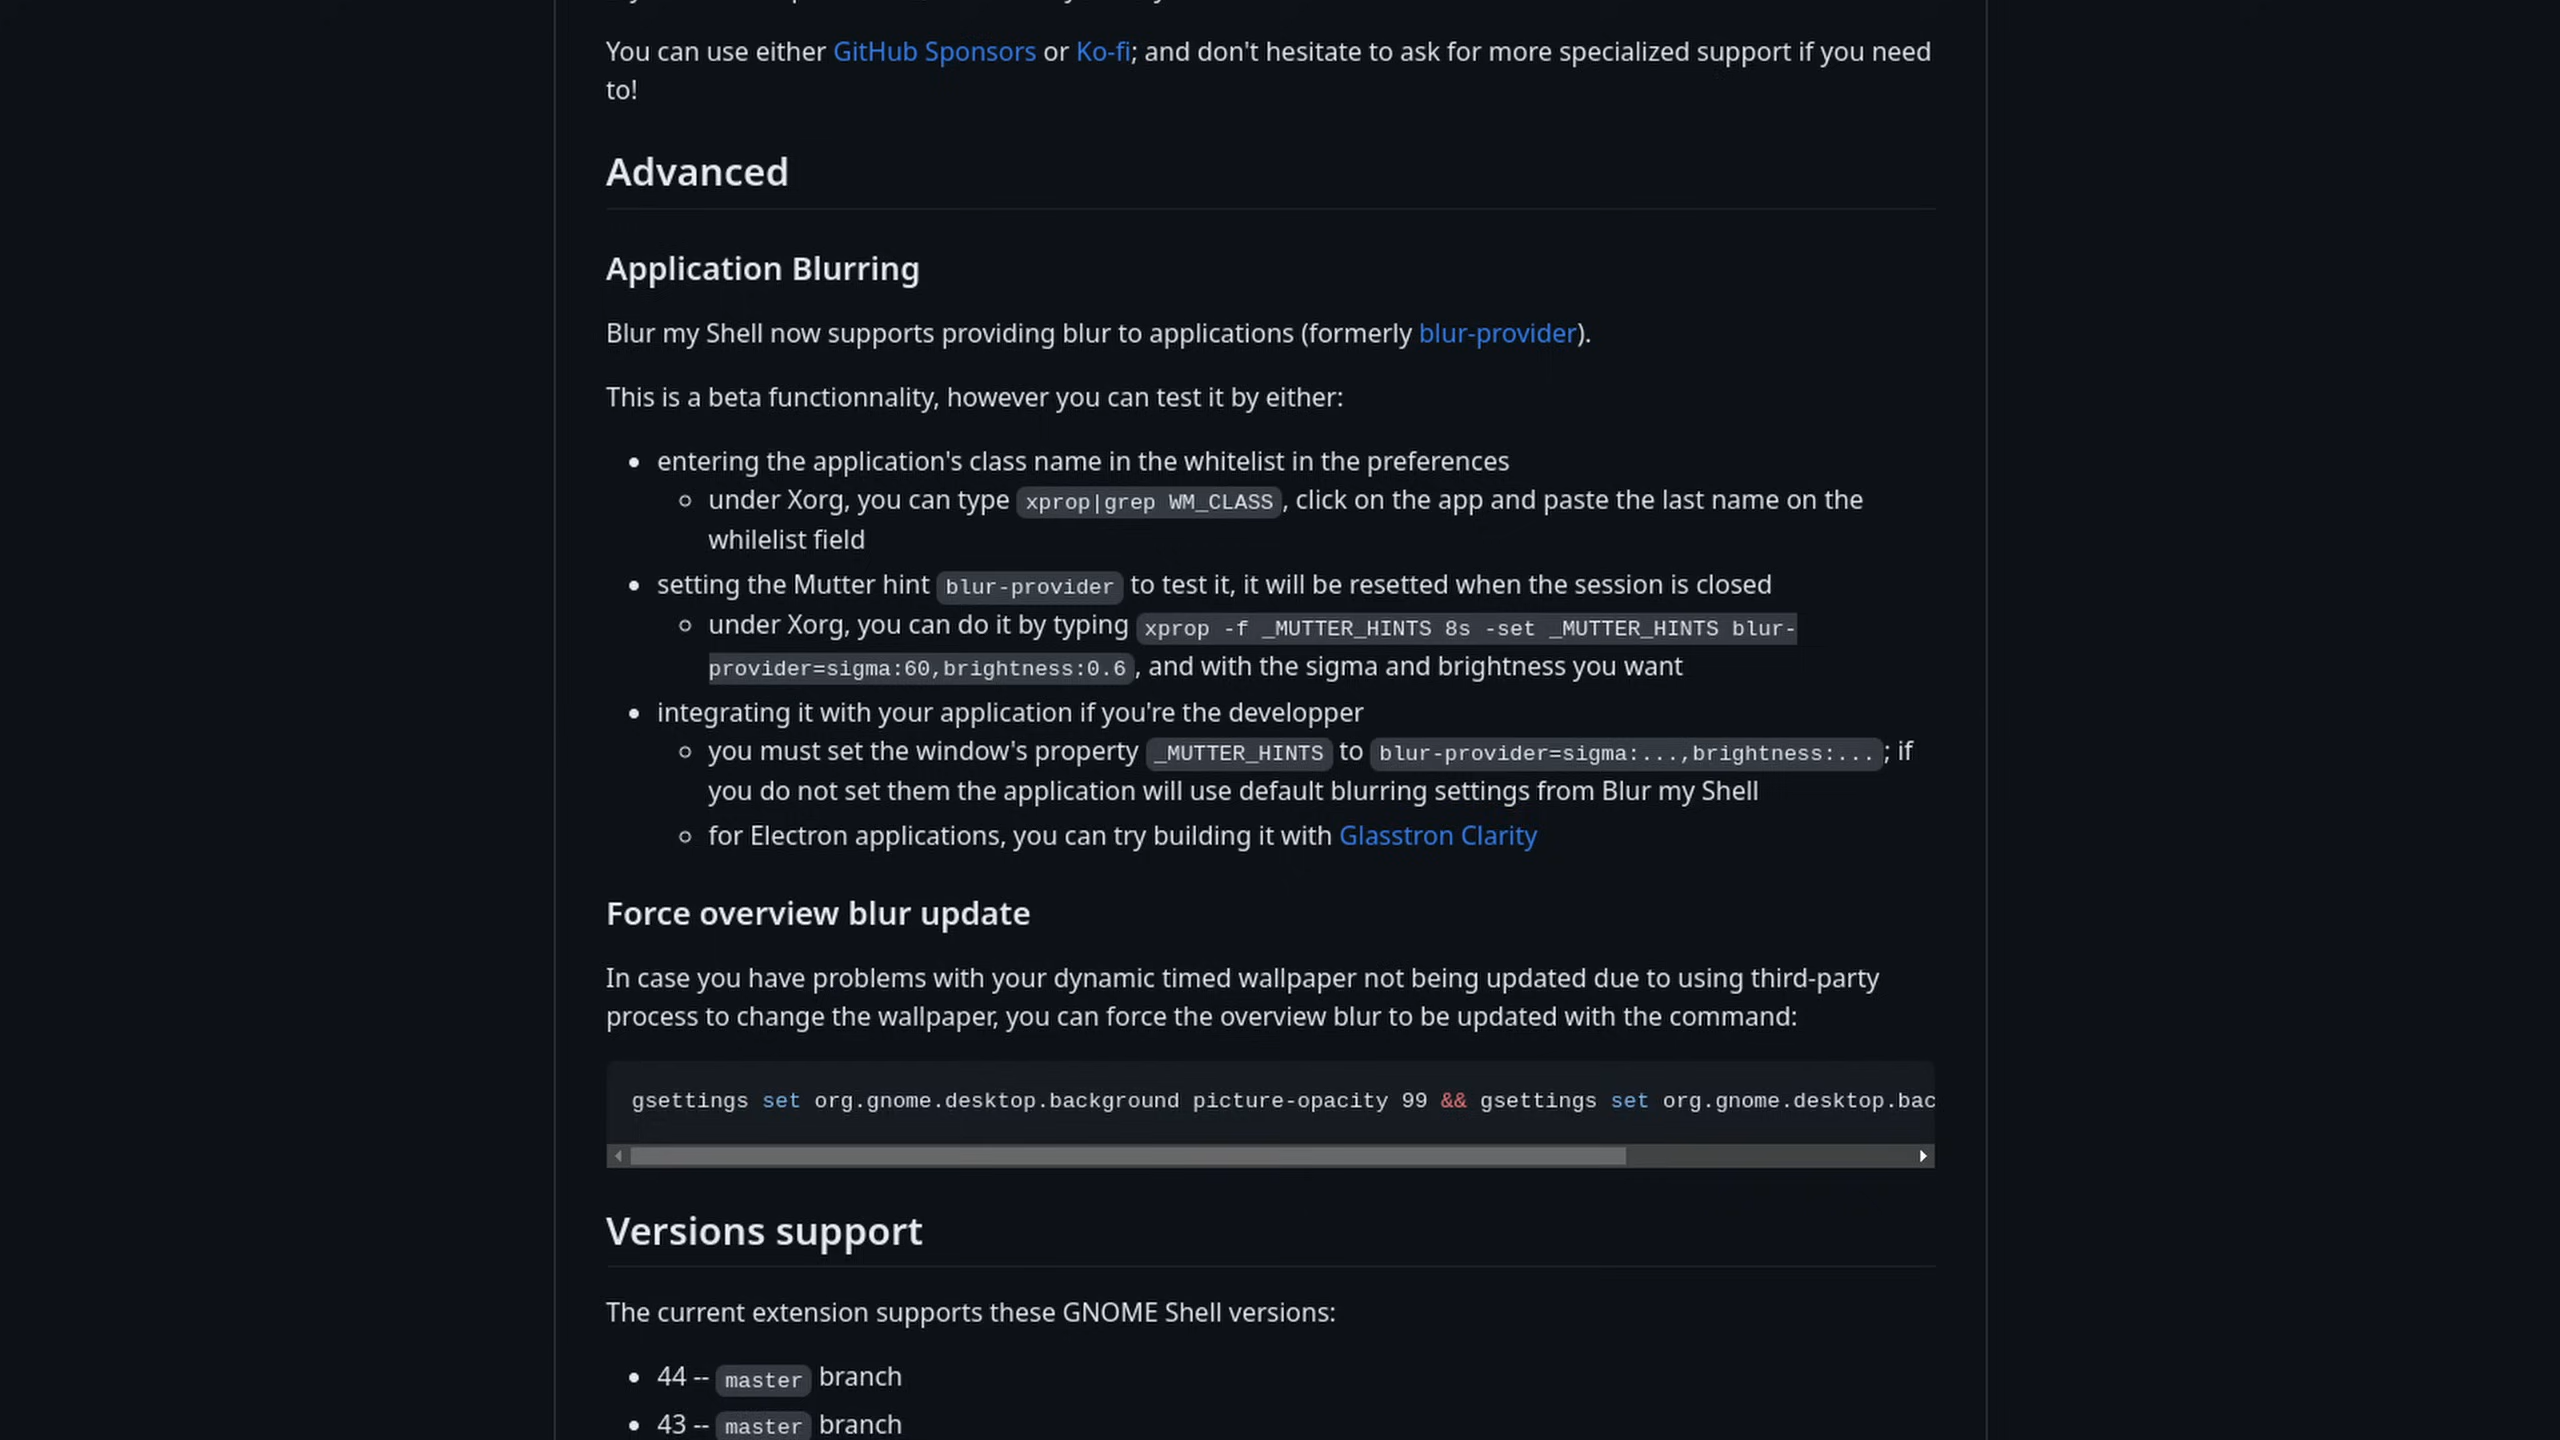 You can use either GitHub Sponsors or Ko-fi; and don't hesitate to ask for more specialized support if you need
to!
Advanced
Application Blurring
Blur my Shell now supports providing blur to applications (formerly blur-provider).
This is a beta functionnality, however you can test it by either:
entering the application's class name in the whitelist in the preferences
under Xorg, you can type xprop|grep WM_CLASS, click on the app and paste the last name on the
whilelist field
setting the Mutter hint blur-provider to test it, it will be resetted when the session is closed
under Xorg, you can do it by typing xprop -f _MUTTER_HINTS 8s -set _MUTTER_HINTS blur-
provider=sigma:60,brightness:0.6, and with the sigma and brightness you want
integrating it with your application if you're the developper
you must set the window's property _MUTTER_HINTS to blur-provider=sigma:...,brightness:...; if
you do not set them the application will use default blurring settings from Blur my Shell
for Electron applications, you can try building it with Glasstron Clarity
Force overview blur update
In case you have problems with your dynamic timed wallpaper not being updated due to using third-party
process to change the wallpaper, you can force the overview blur to be updated with the command:
gsettings set org.gnome.desktop.background picture-opacity 99 && gsettings set org.gnome.desktop.bac
Versions support
The current extension supports these GNOME Shell versions:
44 -- master branch
43 -- master branch